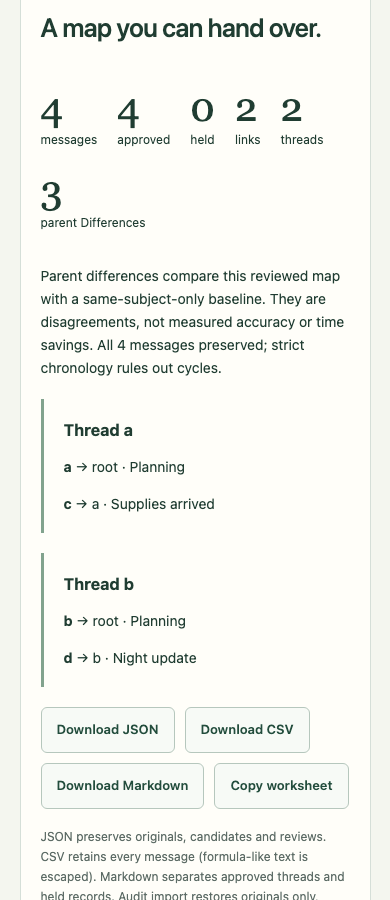 A map you can hand over.
4 4 0 2 2
messages approved held links threads
3
parent Differences
Parent differences compare this reviewed map
with a same-subject-only baseline. They are
disagreements, not measured accuracy or time
savings. All 4 messages preserved; strict
chronology rules out cycles.
Thread a
a → root · Planning
c → a · Supplies arrived
Thread b
b → root · Planning
d → b · Night update
Download JSON Download CSV
Download Markdown Copy worksheet
JSON preserves originals, candidates and reviews.
CSV retains every message (formula-like text is
escaped). Markdown separates approved threads and
held records. Audit import restores originals only.